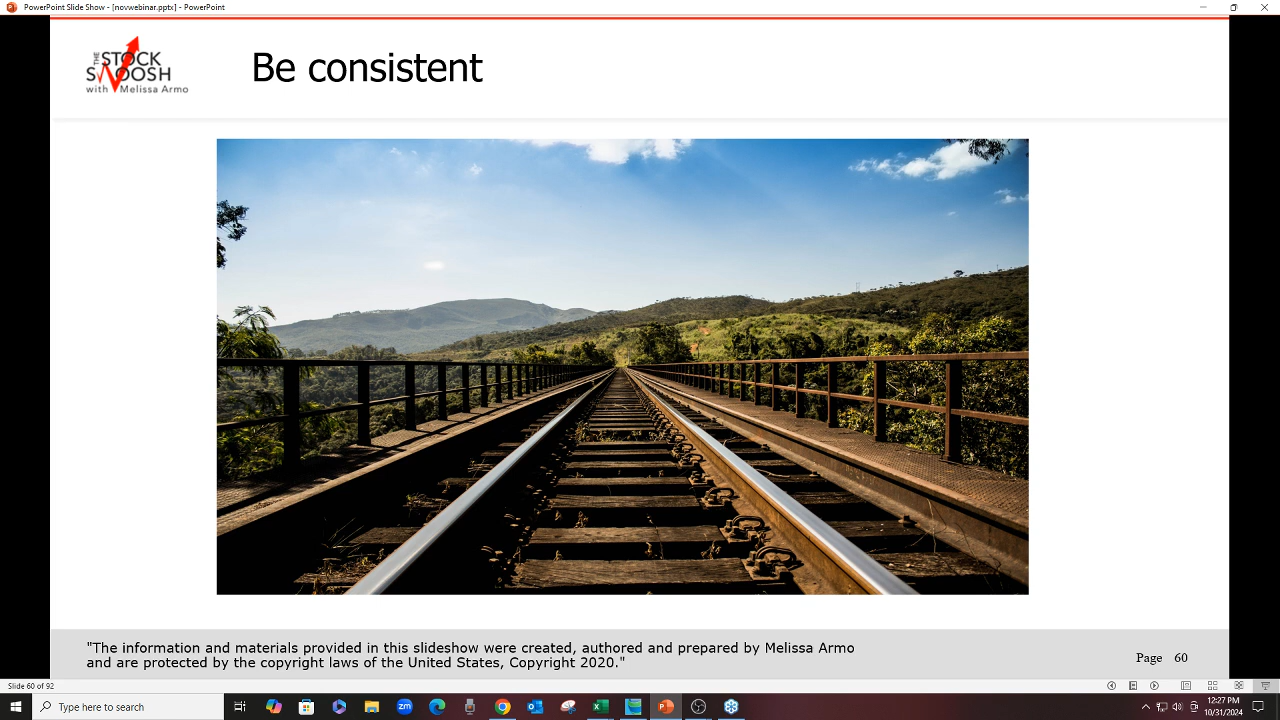 PowerPoint Slide Show - [novwebinar.pptx] - PowerPoint
THE STOCK
SWOOSH
with Melissa Armo
Be consistent
"The information and materials provided in this slideshow were created, authored and prepared by Melissa Armo
and are protected by the copyright laws of the United States, Copyright 2020."
Page 60
Slide 60 of 92
Type here to search
12:27 PM
10/31/2024